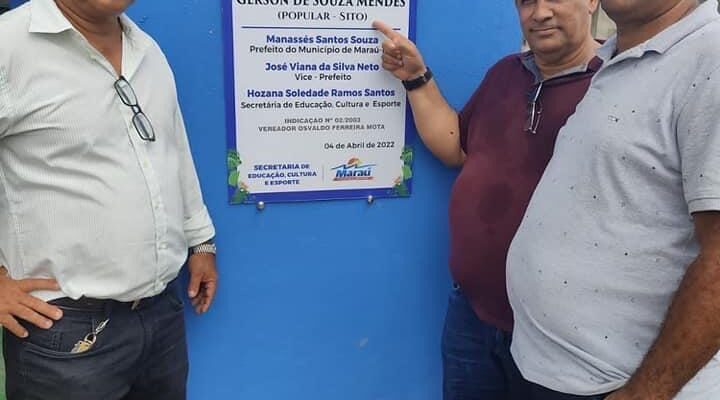 GERSON DE SOUZA MENDES
(POPULAR - SITO)
Manassés Santos Souza
Prefeito do Município de Maraú
José Viana da Silva Neto
Vice - Prefeito
Hozana Soledade Ramos Santos
Secretária de Educação, Cultura e Esporte
INDICAÇÃO Nº 02/2003
VEREADOR OSVALDO FERREIRA MOTA
04 de Abril de 2022
SECRETARIA DE
EDUCAÇÃO, CULTURA
E ESPORTE
Maraú